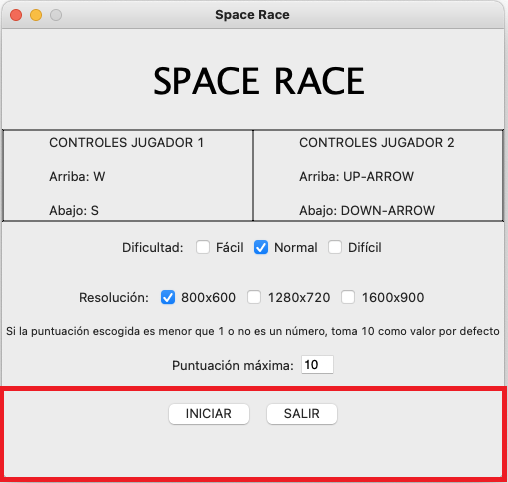 Space Race
SPACE RACE
CONTROLES JUGADOR 1
Arriba: W
Abajo: S
CONTROLES JUGADOR 2
Arriba: UP-ARROW
Abajo: DOWN-ARROW
Dificultad: Fácil Normal Difícil
Resolución: 800x600 1280x720 1600x900
Si la puntuación escogida es menor que 1 o no es un número, toma 10 como valor por defecto
Puntuación máxima: 10
INICIAR SALIR